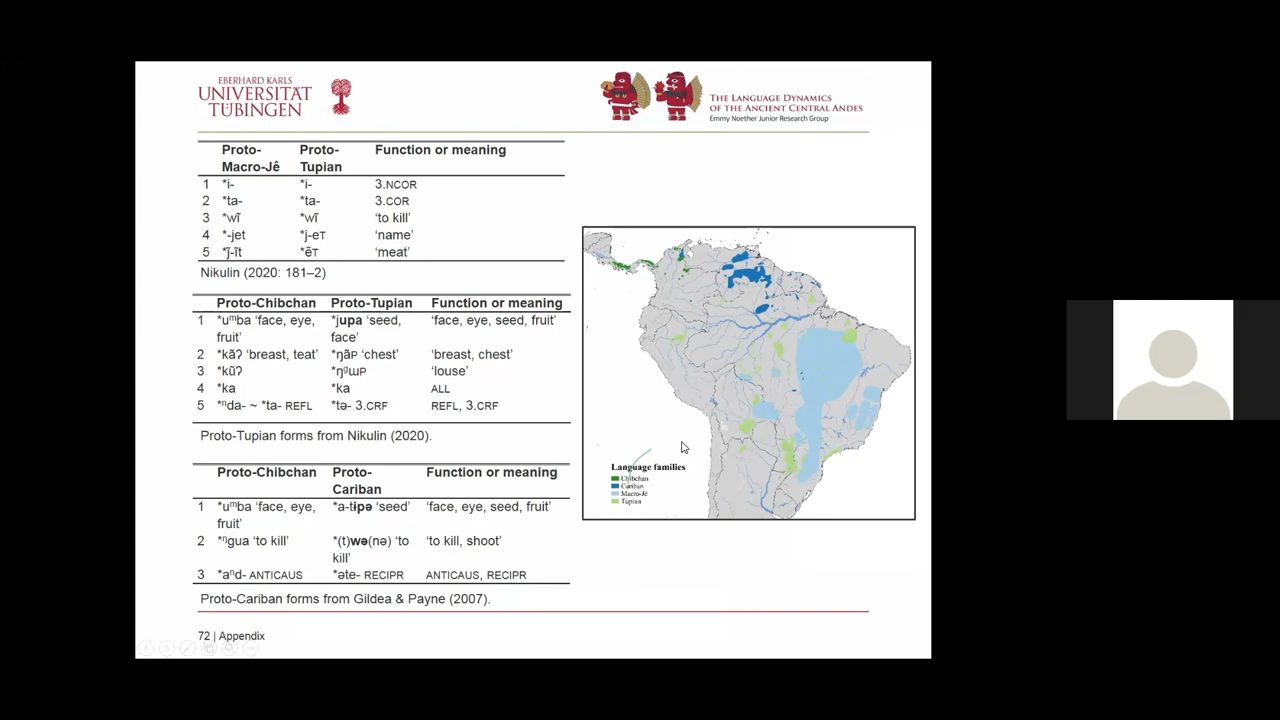 EBERHARD KARLS
UNIVERSITÄT
TÜBINGEN
THE LANGUAGE DYNAMICS
OF THE ANCIENT CENTRAL ANDES
Emmy Noether Junior Research Group
Proto-Macro-Jê Proto-Tupian Function or meaning
1 *i- *i- 3.NCOR
2 *ta- *ta- 3.COR
3 *wĩ *wĩ ‘to kill’
4 *-jet *j-eT ‘name’
5 *j̃-ĩt *ẽT ‘meat’
Nikulin (2020: 181–2)
Proto-Chibchan Proto-Tupian Function or meaning
1 *uᵐba ‘face, eye, *jupa ‘seed, ‘face, eye, seed, fruit’
fruit’ face’
2 *kãʔ ‘breast, teat’ *ŋãP ‘chest’ ‘breast, chest’
3 *kũʔ *ŋᶢɯP ‘louse’
4 *ka *ka ALL
5 *ⁿda- ~ *ta- REFL *tə- 3.CRF REFL, 3.CRF
Proto-Tupian forms from Nikulin (2020).
Proto-Chibchan Proto-Cariban Function or meaning
1 *uᵐba ‘face, eye, *a-tɨpə ‘seed’ ‘face, eye, seed, fruit’
fruit’
2 *ᵑgua ‘to kill’ *(t)wə(nə) ‘to ‘to kill, shoot’
kill’
3 *aⁿd- ANTICAUS *əte- RECIPR ANTICAUS, RECIPR
Proto-Cariban forms from Gildea & Payne (2007).
Language families
Chibchan
Cariban
Macro-Jê
Tupian
72 | Appendix